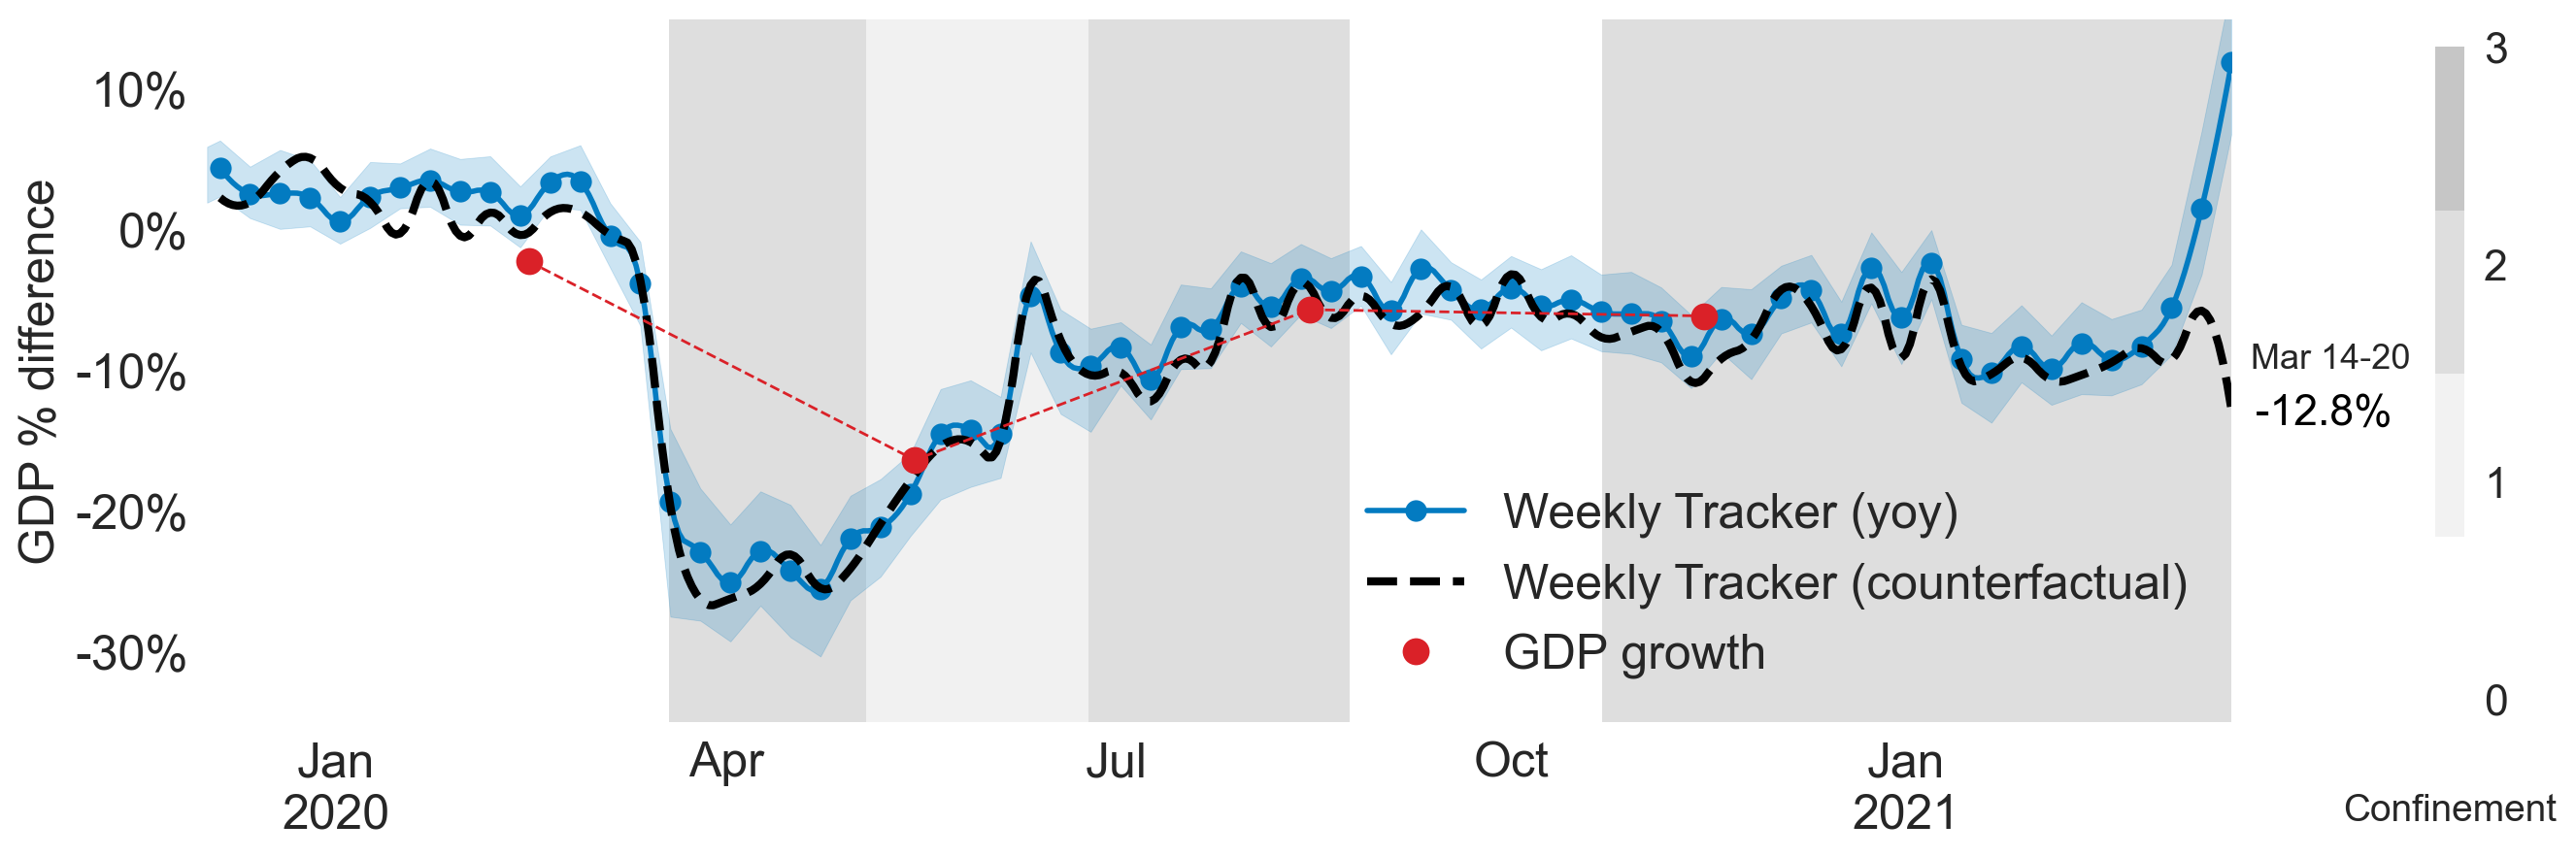 GDP % difference
10%
0%
-10%
-20%
-30%
Jan
2020
Apr
Jul
Oct
Jan
2021
Weekly Tracker (yoy)
Weekly Tracker (counterfactual)
GDP growth
Mar 14-20
-12.8%
3
2
1
0
Confinement